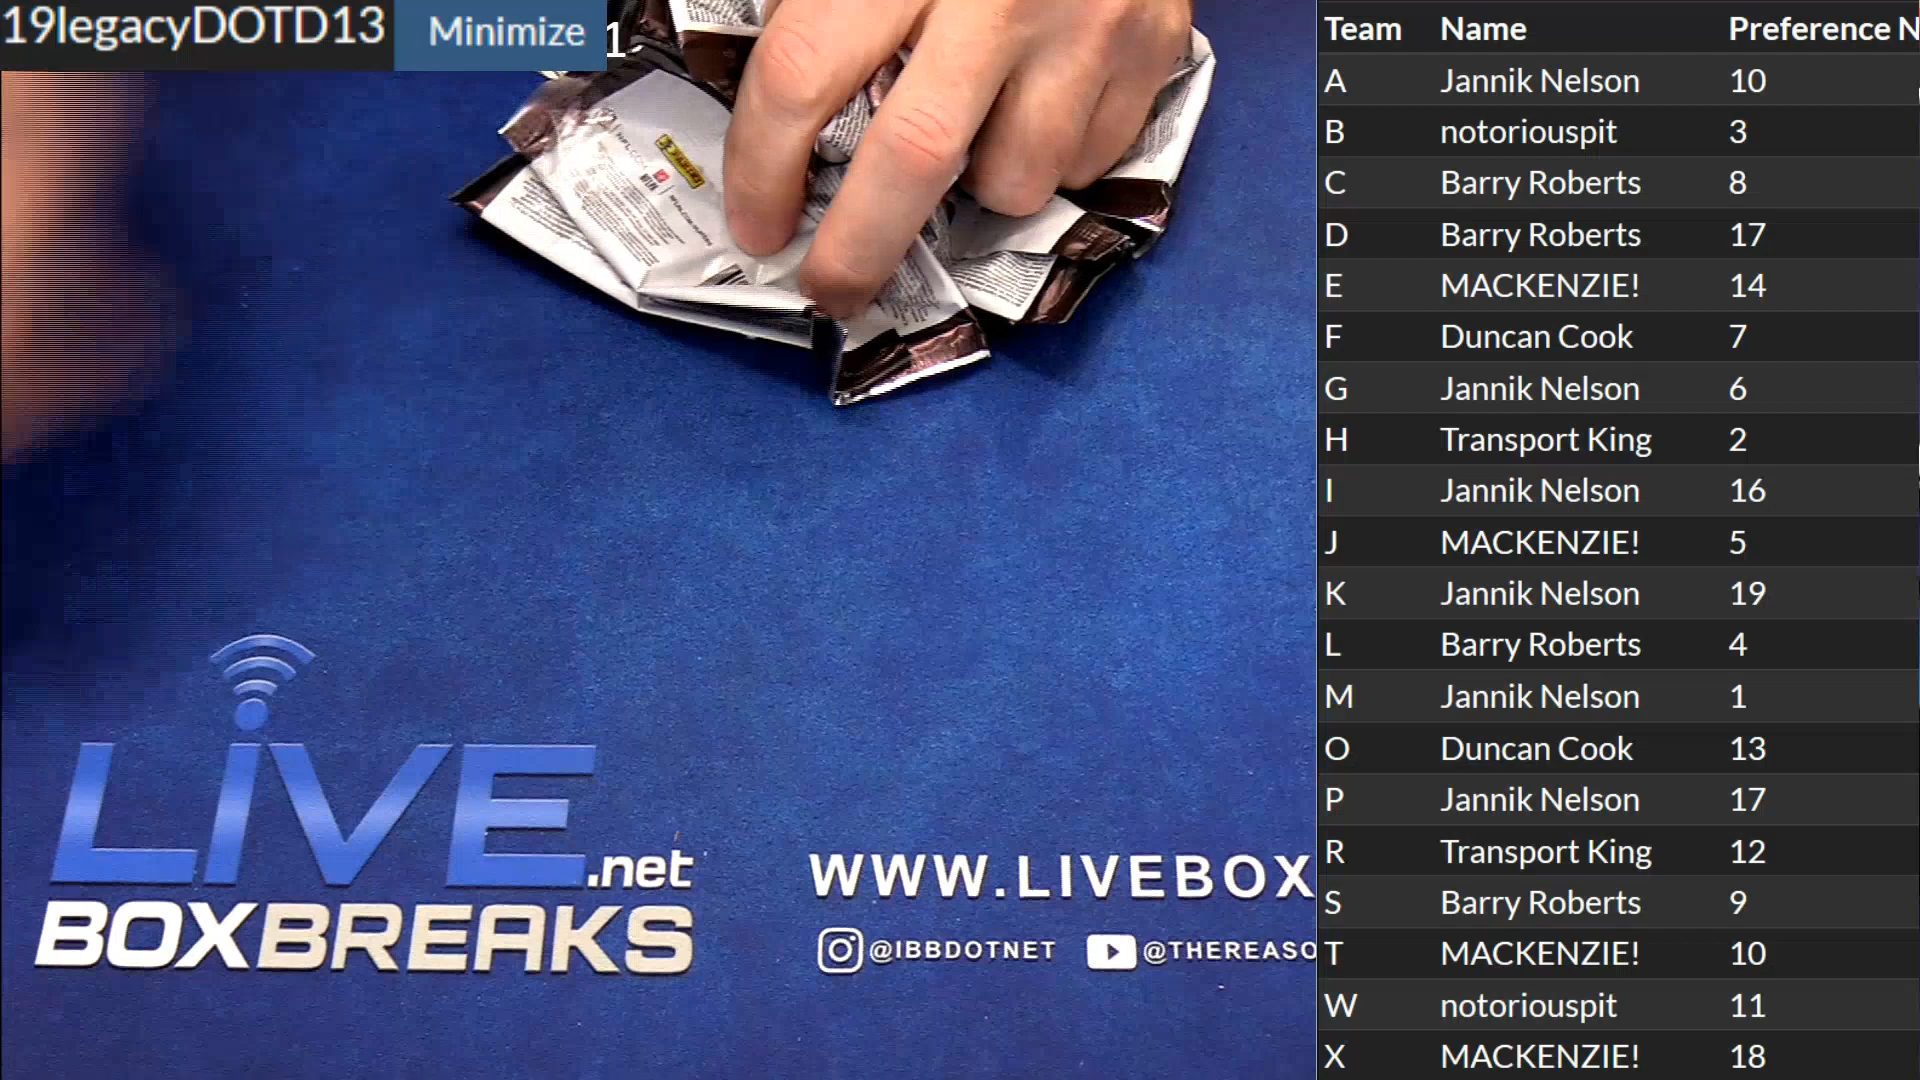 19legacyDOTD13
Minimize
1
PANINI
LIVE.net
BOXBREAKS
WWW.LIVEBOX
@IBBDOTNET
@THEREASO
Team Name Preference N
A Jannik Nelson 10
B notoriouspit 3
C Barry Roberts 8
D Barry Roberts 17
E MACKENZIE! 14
F Duncan Cook 7
G Jannik Nelson 6
H Transport King 2
I Jannik Nelson 16
J MACKENZIE! 5
K Jannik Nelson 19
L Barry Roberts 4
M Jannik Nelson 1
O Duncan Cook 13
P Jannik Nelson 17
R Transport King 12
S Barry Roberts 9
T MACKENZIE! 10
W notoriouspit 11
X MACKENZIE! 18